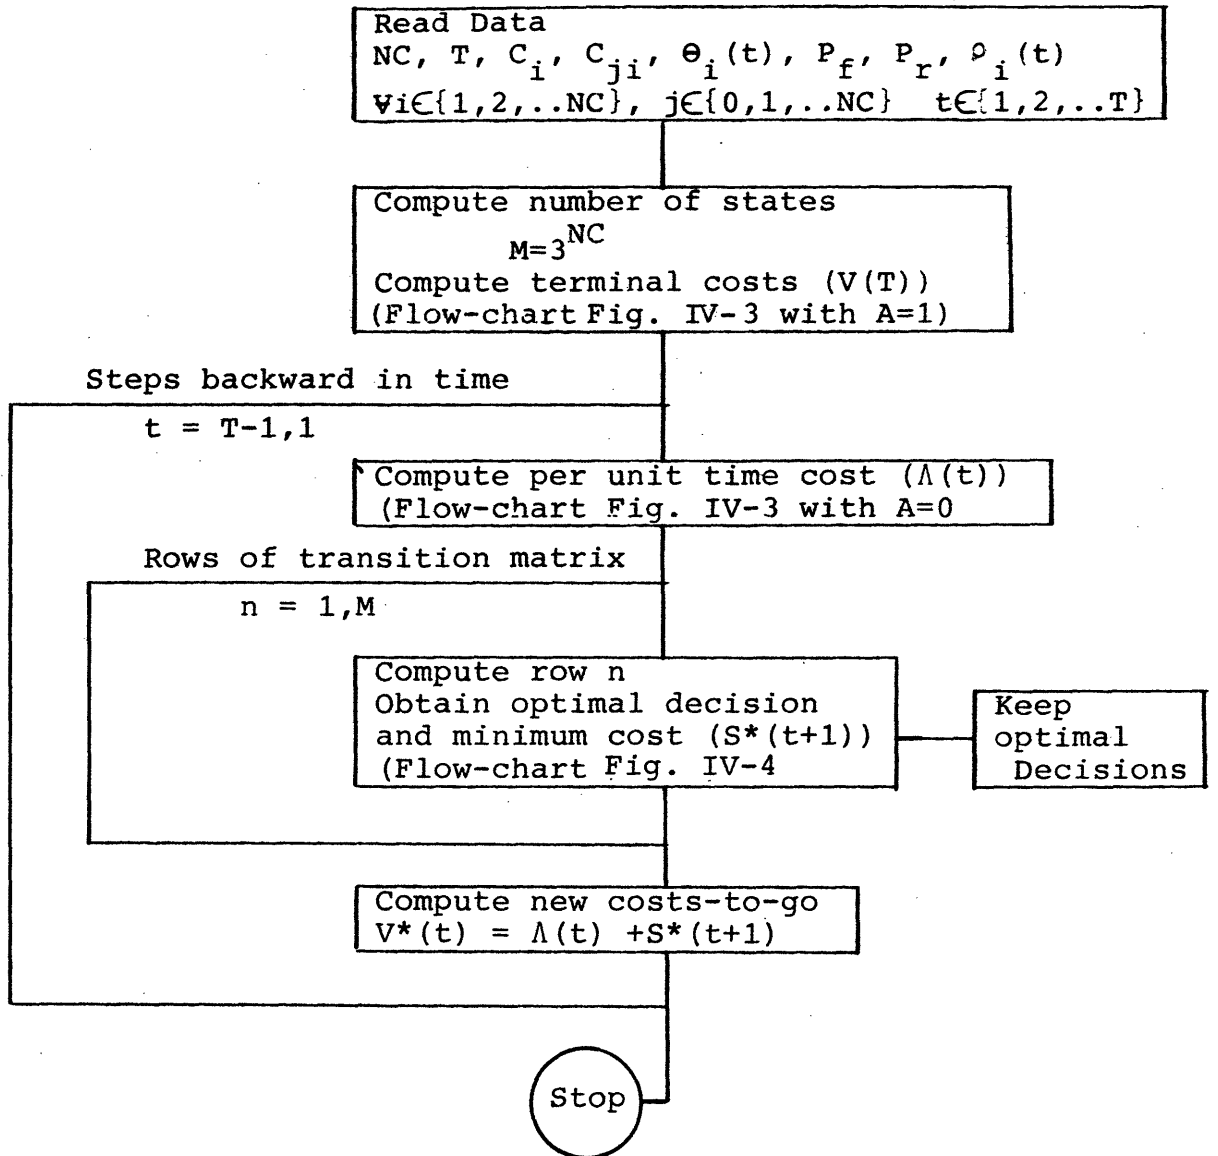 Read Data
NC, T, C_i, C_ji, Θ_i(t), P_f, P_r, ρ_i(t)
∀i∈{1,2,..NC}, j∈{0,1,..NC} t∈{1,2,..T}
Compute number of states
M=3^NC
Compute terminal costs (V(T))
(Flow-chart Fig. IV-3 with A=1)
Steps backward in time
t = T-1,1
Compute per unit time cost (Λ(t))
(Flow-chart Fig. IV-3 with A=0
Rows of transition matrix
n = 1,M
Compute row n
Obtain optimal decision
and minimum cost (S*(t+1))
(Flow-chart Fig. IV-4
Keep
optimal
Decisions
Compute new costs-to-go
V*(t) = Λ(t) +S*(t+1)
Stop